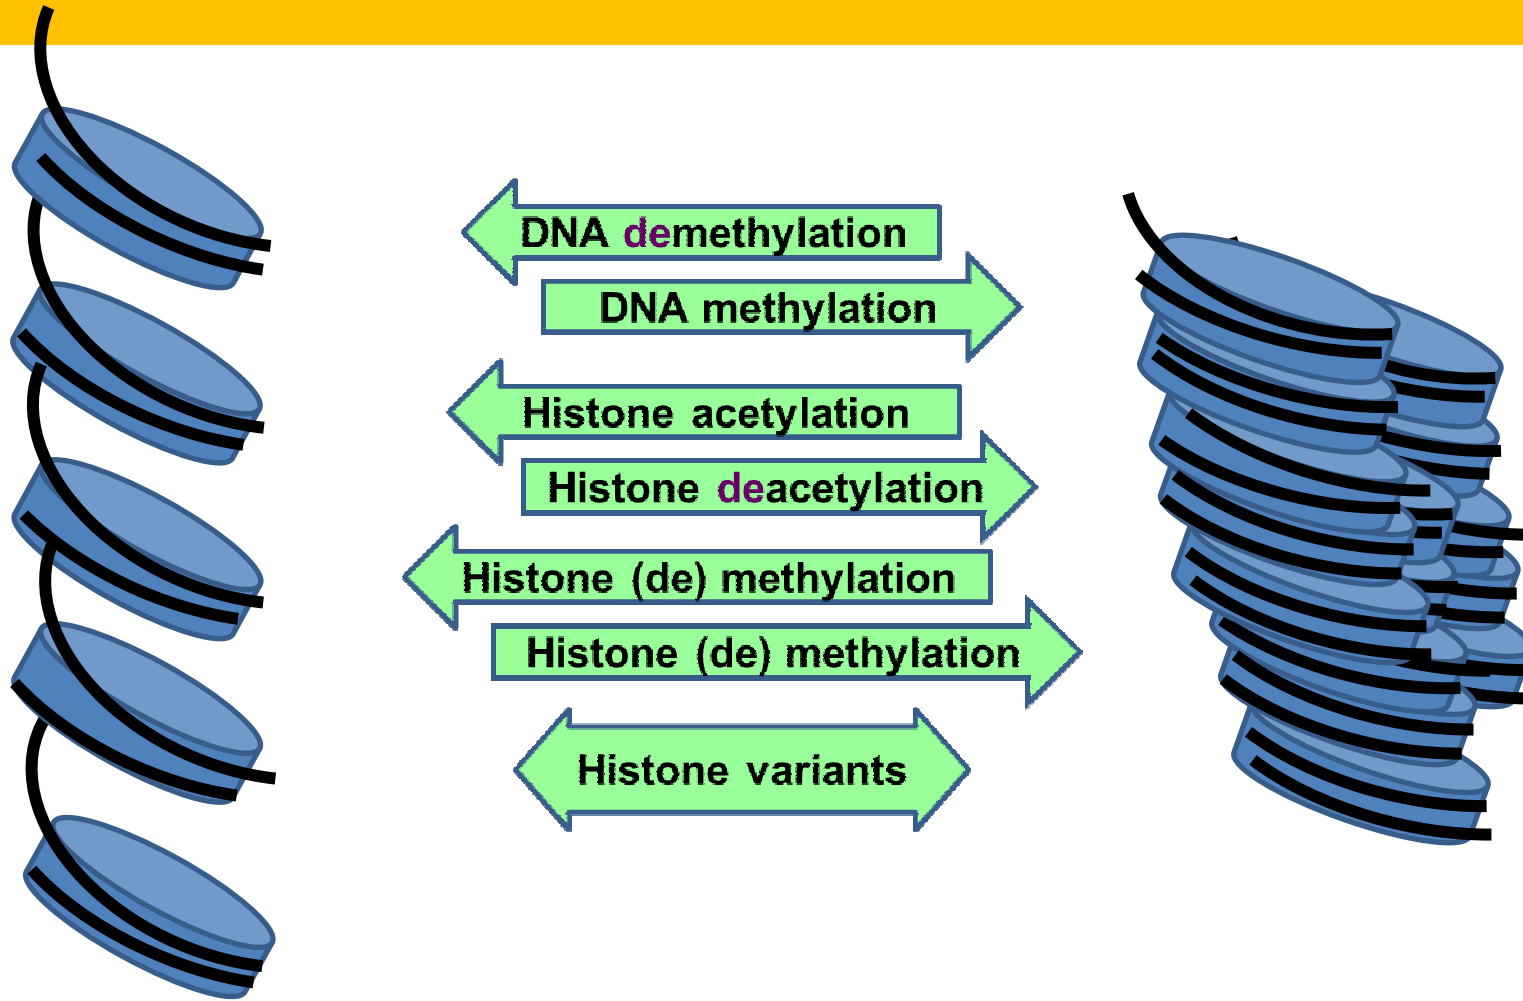 DNA demethylation
DNA methylation
Histone acetylation
Histone deacetylation
Histone (de) methylation
Histone (de) methylation
Histone variants